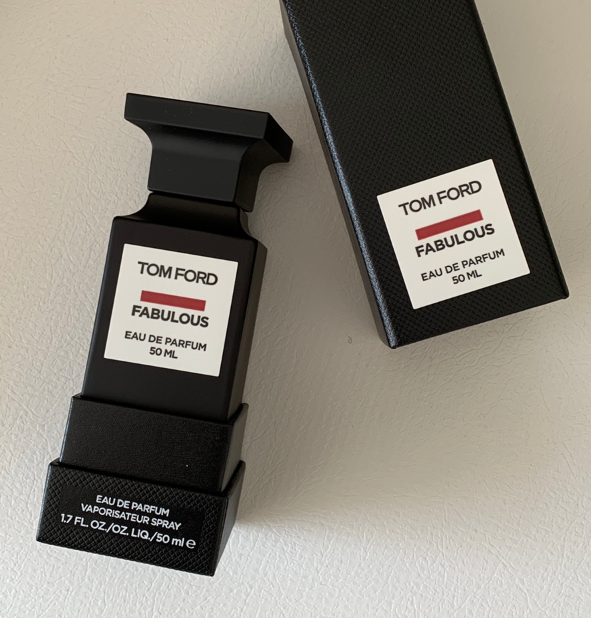 TOM FORD
FABULOUS
EAU DE PARFUM
50 ML
EAU DE PARFUM
VAPORISATEUR SPRAY
1.7 FL. OZ./OZ. LIQ./50 ml ℮
TOM FORD
FABULOUS
EAU DE PARFUM
50 ML